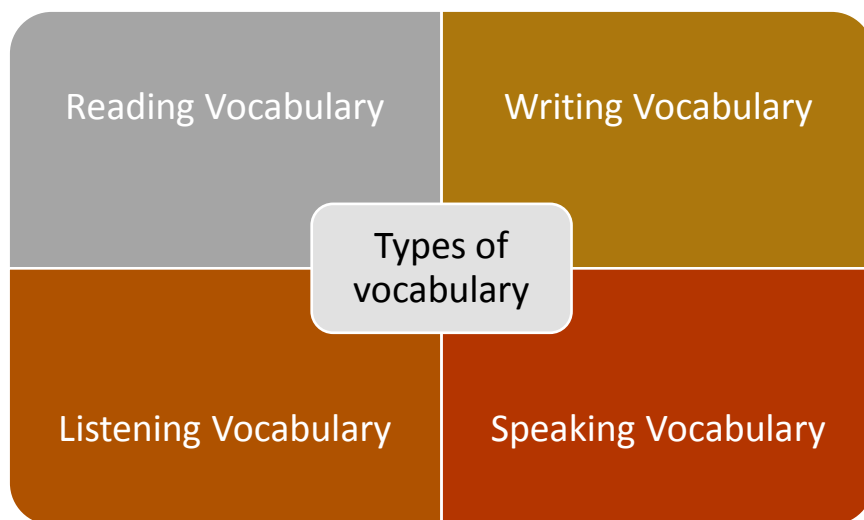 Reading Vocabulary
Writing Vocabulary
Types of
vocabulary
Listening Vocabulary
Speaking Vocabulary